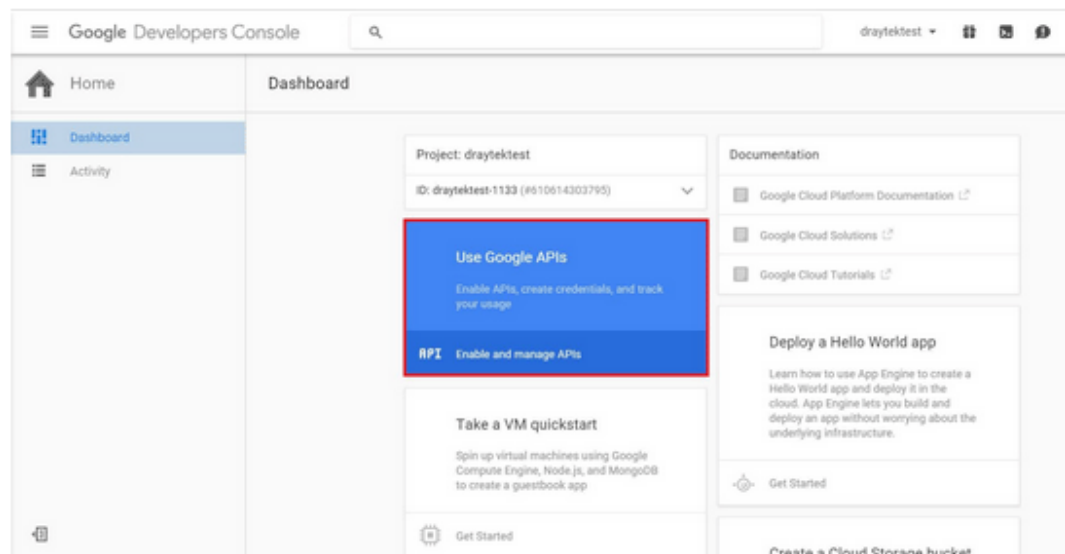 Google Developers Console
draytektest
Home
Dashboard
Dashboard
Activity
Project: draytektest
ID: draytektest-1133 (#610614303795)
Use Google APIs
Enable APIs, create credentials, and track
your usage
API Enable and manage APIs
Take a VM quickstart
Spin up virtual machines using Google
Compute Engine, Node.js, and MongoDB
to create a guestbook app
Get Started
Documentation
Google Cloud Platform Documentation
Google Cloud Solutions
Google Cloud Tutorials
Deploy a Hello World app
Learn how to use App Engine to create a
Hello World app and deploy it in the
cloud. App Engine lets you build and
deploy an app without worrying about the
underlying infrastructure.
Get Started
Create a Cloud Storage bucket